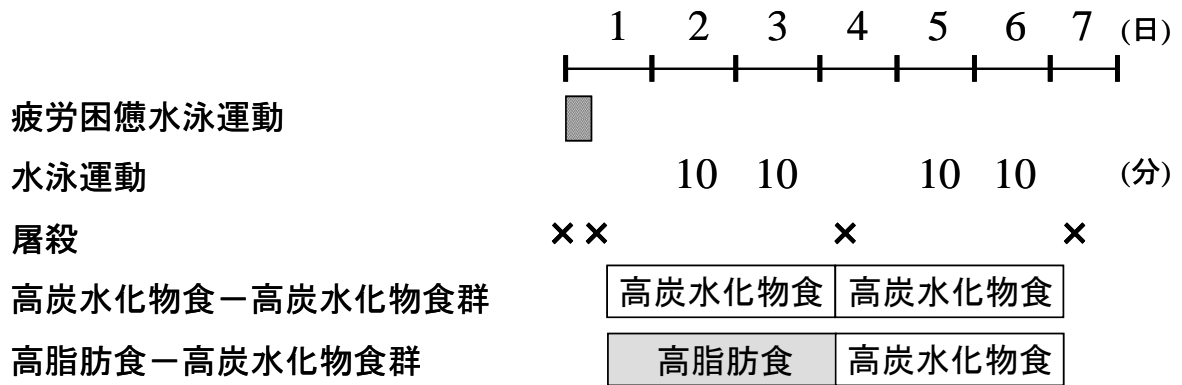 1 2 3 4 5 6 7 (日)
疲労困憊水泳運動
水泳運動 10 10 10 10 (分)
屠殺 × × × ×
高炭水化物食－高炭水化物食群 高炭水化物食 高炭水化物食
高脂肪食－高炭水化物食群 高脂肪食 高炭水化物食